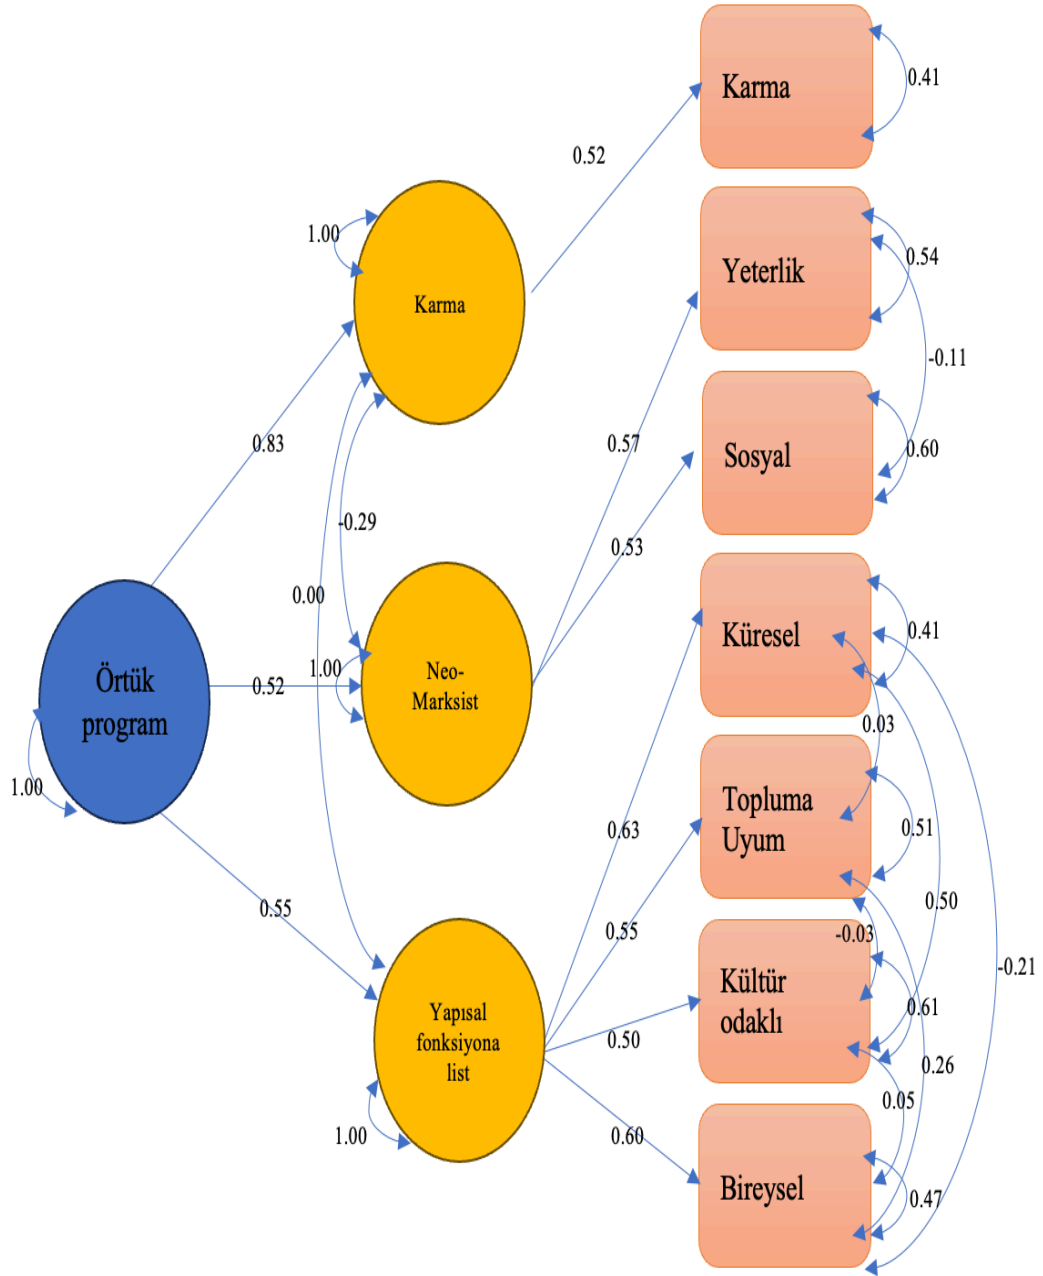 Karma
0.41
0.52
1.00
Karma
Yeterlik
0.54
-0.11
0.83
0.57
Sosyal
0.60
-0.29
0.53
0.00
Küresel
0.41
Örtük
program
1.00
Neo-
Marksist
0.52
0.03
1.00
0.63
Topluma
Uyum
0.51
0.55
0.55
0.50
-0.03
-0.21
Kültür
odaklı
0.61
Yapısal
fonksiyona
list
0.50
0.26
0.05
1.00
0.60
Bireysel
0.47